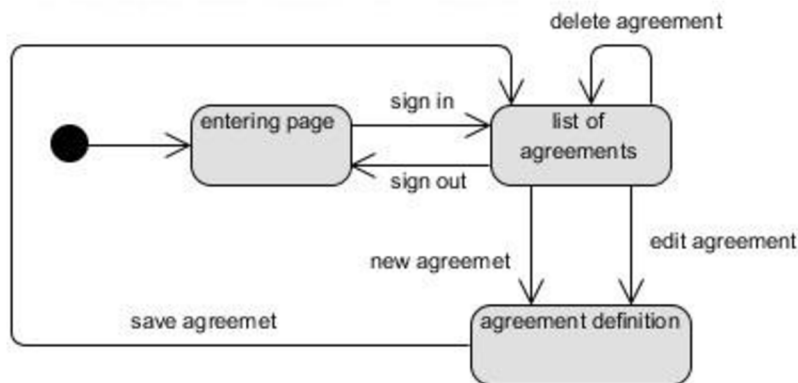 delete agreement
sign in
entering page
list of
agreements
sign out
edit agreement
new agreemet
save agreemet
agreement definition